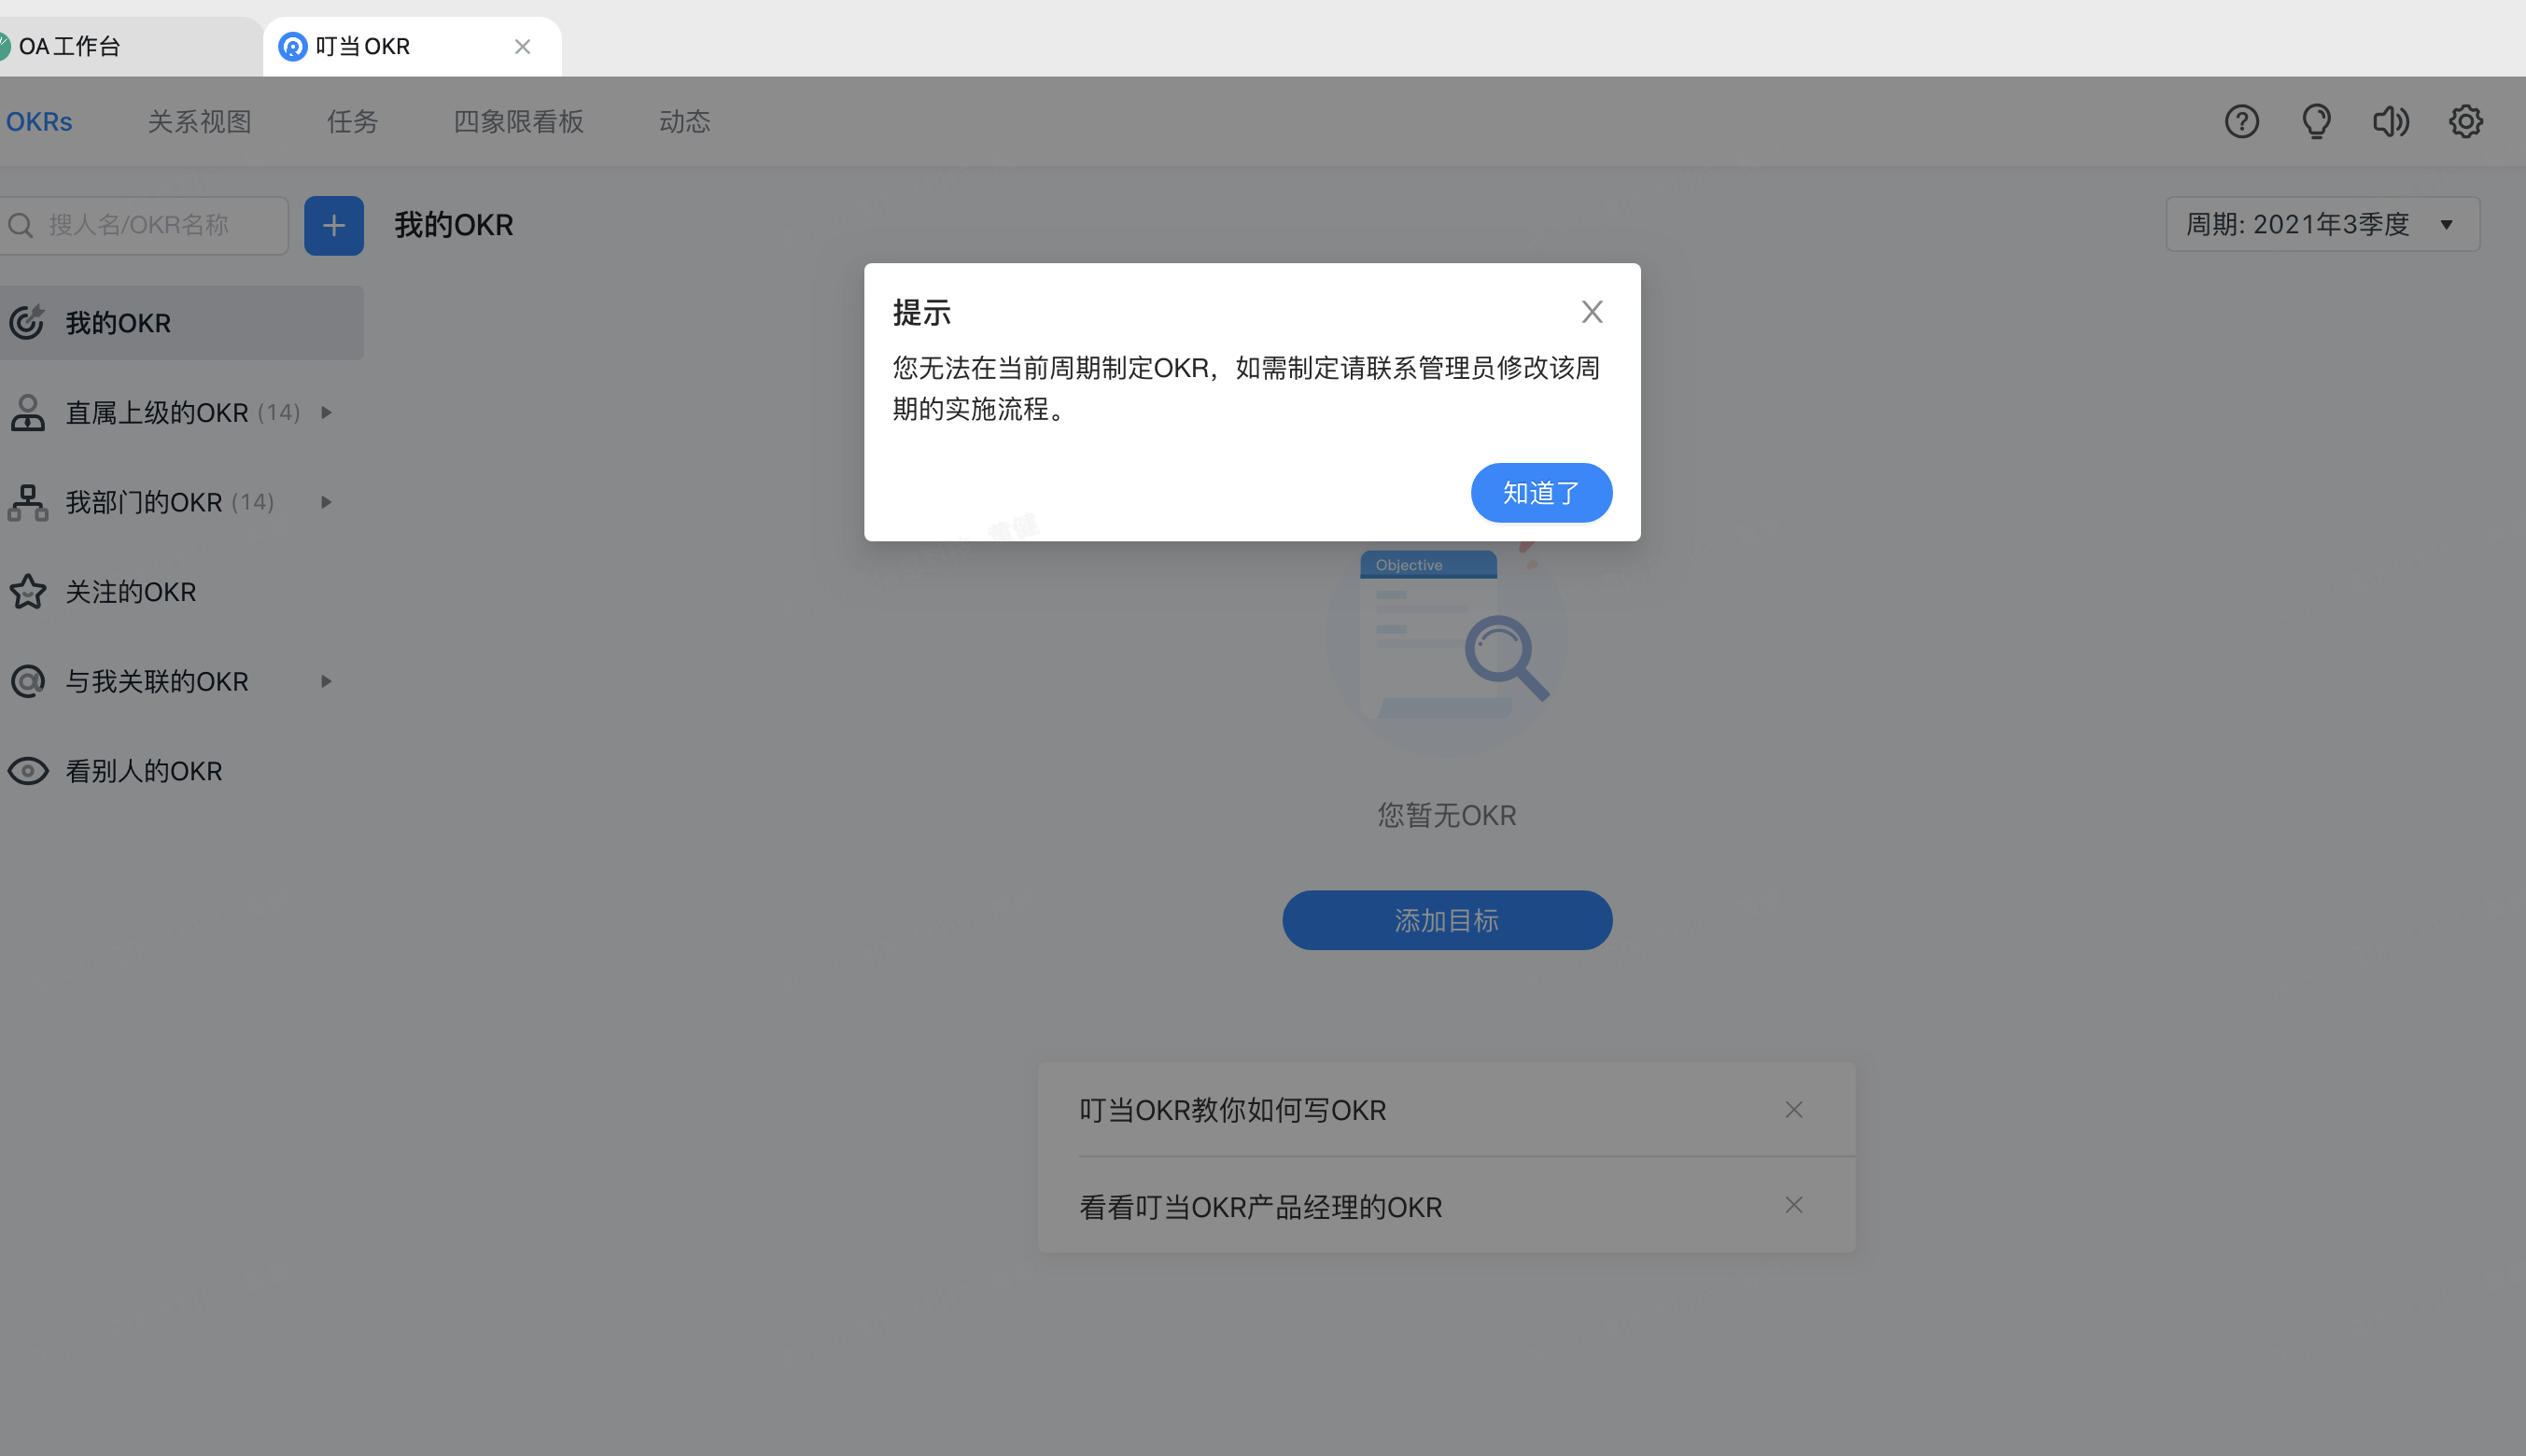 OA工作台
叮当OKR
OKRs
关系视图
任务
四象限看板
动态
搜人名/OKR名称
我的OKR
周期: 2021年3季度
我的OKR
直属上级的OKR (14)
我部门的OKR (14)
关注的OKR
与我关联的OKR
看别人的OKR
提示
您无法在当前周期制定OKR，如需制定请联系管理员修改该周
期的实施流程。
知道了
Objective
您暂无OKR
添加目标
叮当OKR教你如何写OKR
看看叮当OKR产品经理的OKR